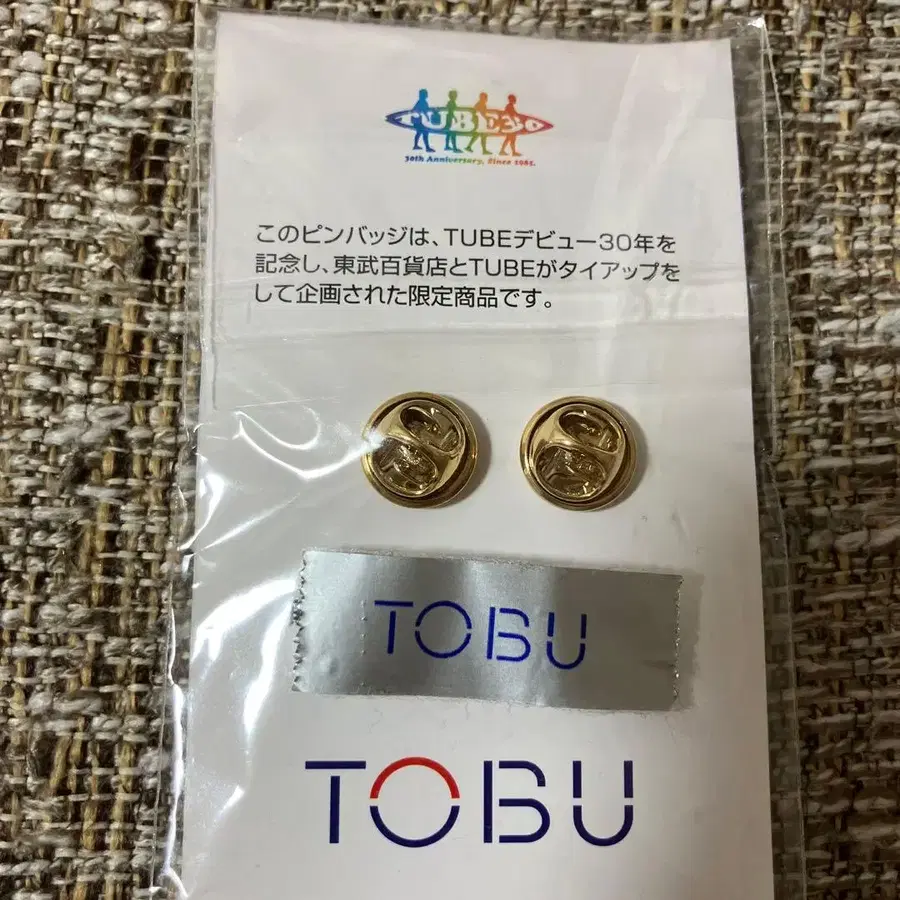 TUBE30
30th Anniversary, Since 1985.
このピンバッジは、TUBEデビュー30年を
記念し、東武百貨店とTUBEがタイアップを
して企画された限定商品です。
TOBU
TOBU